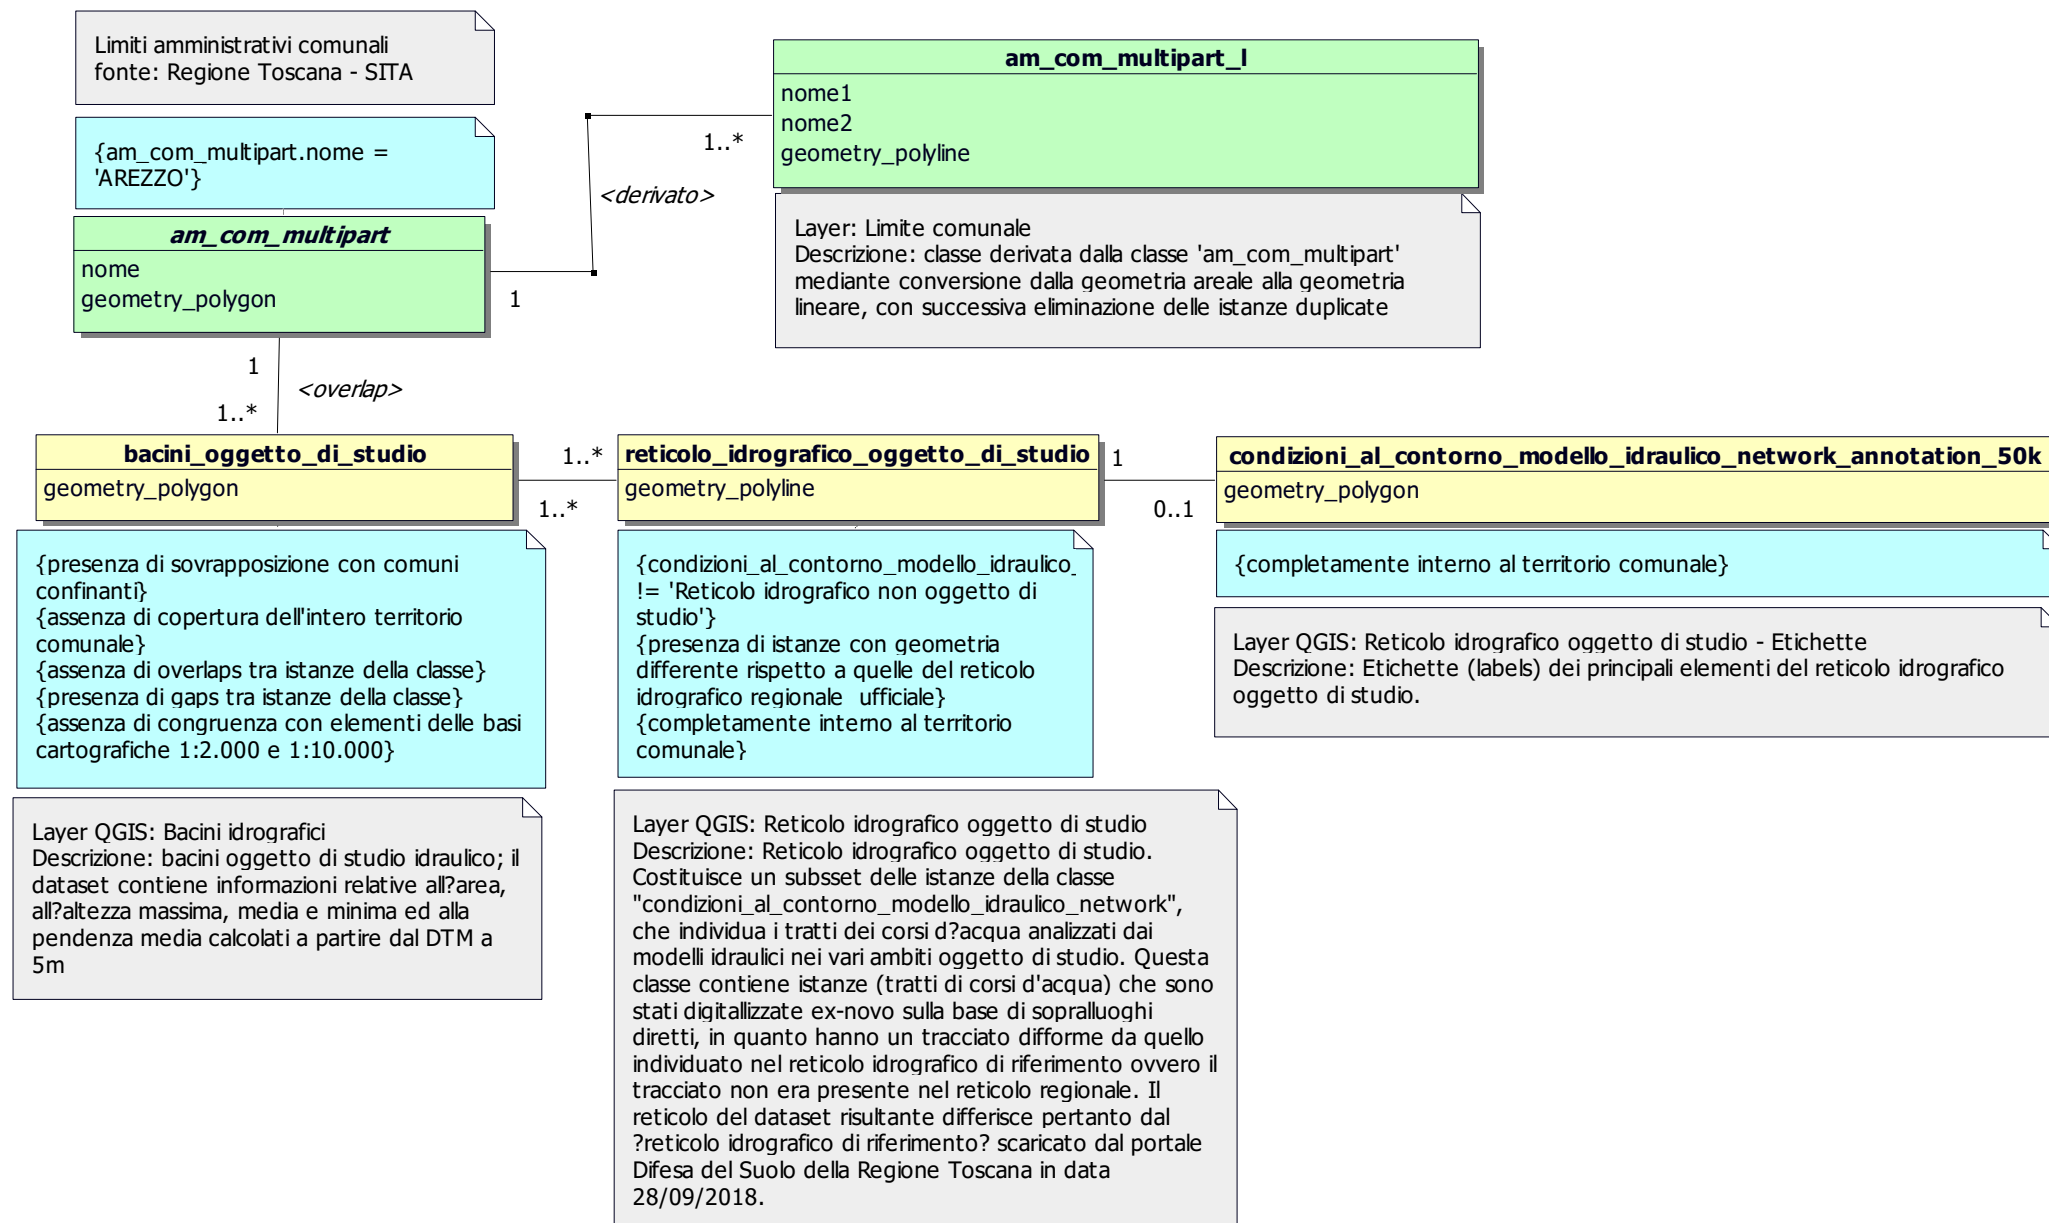 Limiti amministrativi comunali
fonte: Regione Toscana - SITA
{am_com_multipart.nome =
'AREZZO'}
am_com_multipart
nome
geometry_polygon
1
<derivato>
1..*
am_com_multipart_l
nome1
nome2
geometry_polyline
Layer: Limite comunale
Descrizione: classe derivata dalla classe 'am_com_multipart'
mediante conversione dalla geometria areale alla geometria
lineare, con successiva eliminazione delle istanze duplicate
1
<overlap>
1..*
bacini_oggetto_di_studio
geometry_polygon
1..*
1..*
reticolo_idrografico_oggetto_di_studio
geometry_polyline
1
0..1
condizioni_al_contorno_modello_idraulico_network_annotation_50k
geometry_polygon
{presenza di sovrapposizione con comuni
confinanti}
{assenza di copertura dell'intero territorio
comunale}
{assenza di overlaps tra istanze della classe}
{presenza di gaps tra istanze della classe}
{assenza di congruenza con elementi delle basi
cartografiche 1:2.000 e 1:10.000}
{condizioni_al_contorno_modello_idraulico_
!= 'Reticolo idrografico non oggetto di
studio'}
{presenza di istanze con geometria
differente rispetto a quelle del reticolo
idrografico regionale  ufficiale}
{completamente interno al territorio
comunale}
{completamente interno al territorio comunale}
Layer QGIS: Reticolo idrografico oggetto di studio - Etichette
Descrizione: Etichette (labels) dei principali elementi del reticolo idrografico
oggetto di studio.
Layer QGIS: Bacini idrografici
Descrizione: bacini oggetto di studio idraulico; il
dataset contiene informazioni relative all?area,
all?altezza massima, media e minima ed alla
pendenza media calcolati a partire dal DTM a
5m
Layer QGIS: Reticolo idrografico oggetto di studio
Descrizione: Reticolo idrografico oggetto di studio.
Costituisce un subsset delle istanze della classe
"condizioni_al_contorno_modello_idraulico_network",
che individua i tratti dei corsi d?acqua analizzati dai
modelli idraulici nei vari ambiti oggetto di studio. Questa
classe contiene istanze (tratti di corsi d'acqua) che sono
stati digitallizzate ex-novo sulla base di sopralluoghi
diretti, in quanto hanno un tracciato difforme da quello
individuato nel reticolo idrografico di riferimento ovvero il
tracciato non era presente nel reticolo regionale. Il
reticolo del dataset risultante differisce pertanto dal
?reticolo idrografico di riferimento? scaricato dal portale
Difesa del Suolo della Regione Toscana in data
28/09/2018.